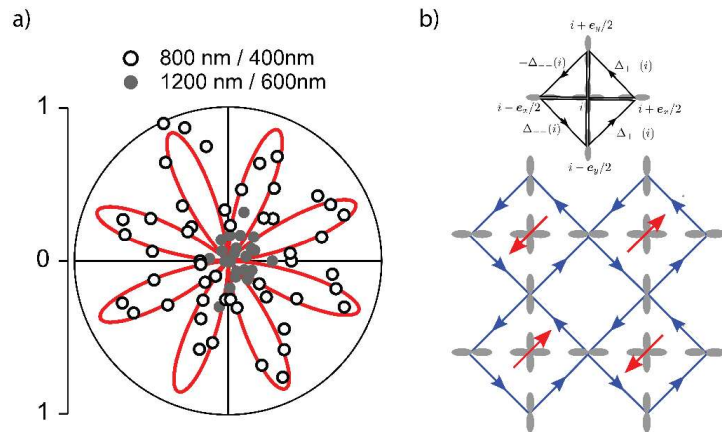 a)
800 nm / 400nm
1200 nm / 600nm
1
0
1
b)
i + e_y/2
−Δ_{−−}(i)
Δ_{+ }(i)
i
i − e_x/2
i + e_x/2
Δ_{−−}(i)
Δ_{+ }(i)
i − e_y/2